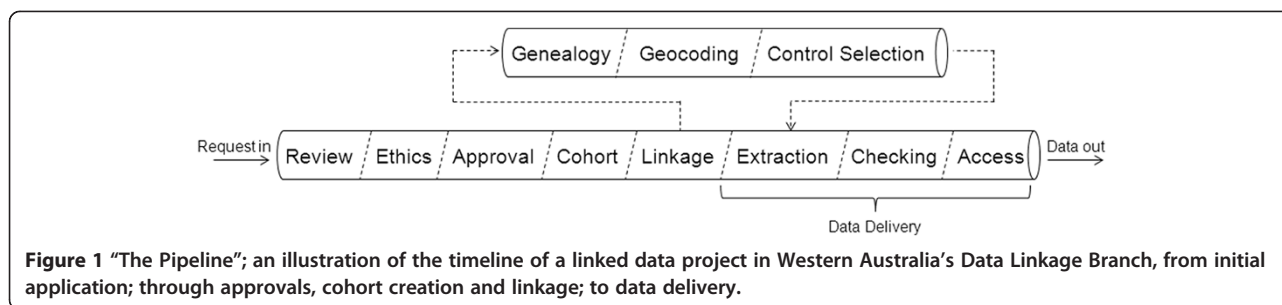 Genealogy Geocoding Control Selection
Request in Review Ethics Approval Cohort Linkage Extraction Checking Access Data out
Data Delivery
Figure 1 “The Pipeline”; an illustration of the timeline of a linked data project in Western Australia’s Data Linkage Branch, from initial
application; through approvals, cohort creation and linkage; to data delivery.